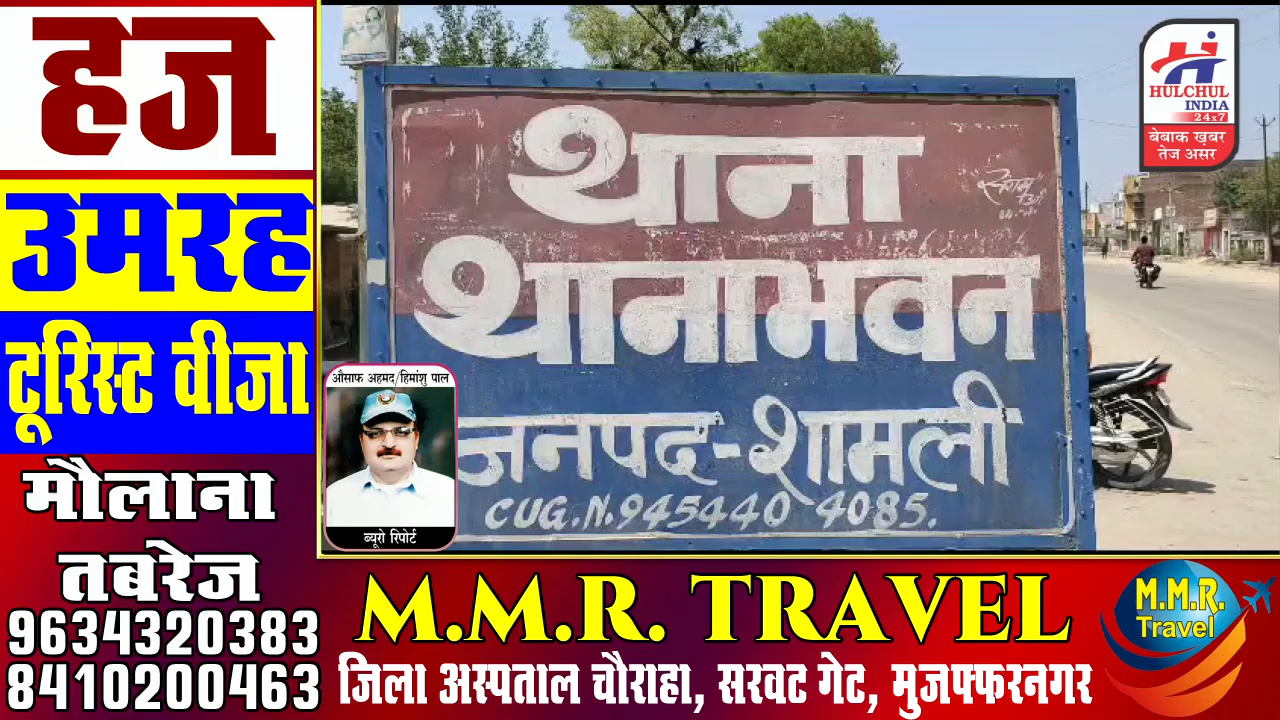 हज
उमरह
टूरिस्ट वीजा
मौलाना
तबरेज
9634320383
8410200463
थाना
थानाभवन
जनपद-शामली
CUG.N.945440 4085.
HULCHUL
INDIA
24x7
बेबाक ख़बर
तेज असर
औसाफ अहमद/हिमांशु पाल
ब्यूरो रिपोर्ट
M.M.R. TRAVEL
जिला अस्पताल चौराहा, सरवट गेट, मुजफ्फरनगर
M.M.R.
Travel